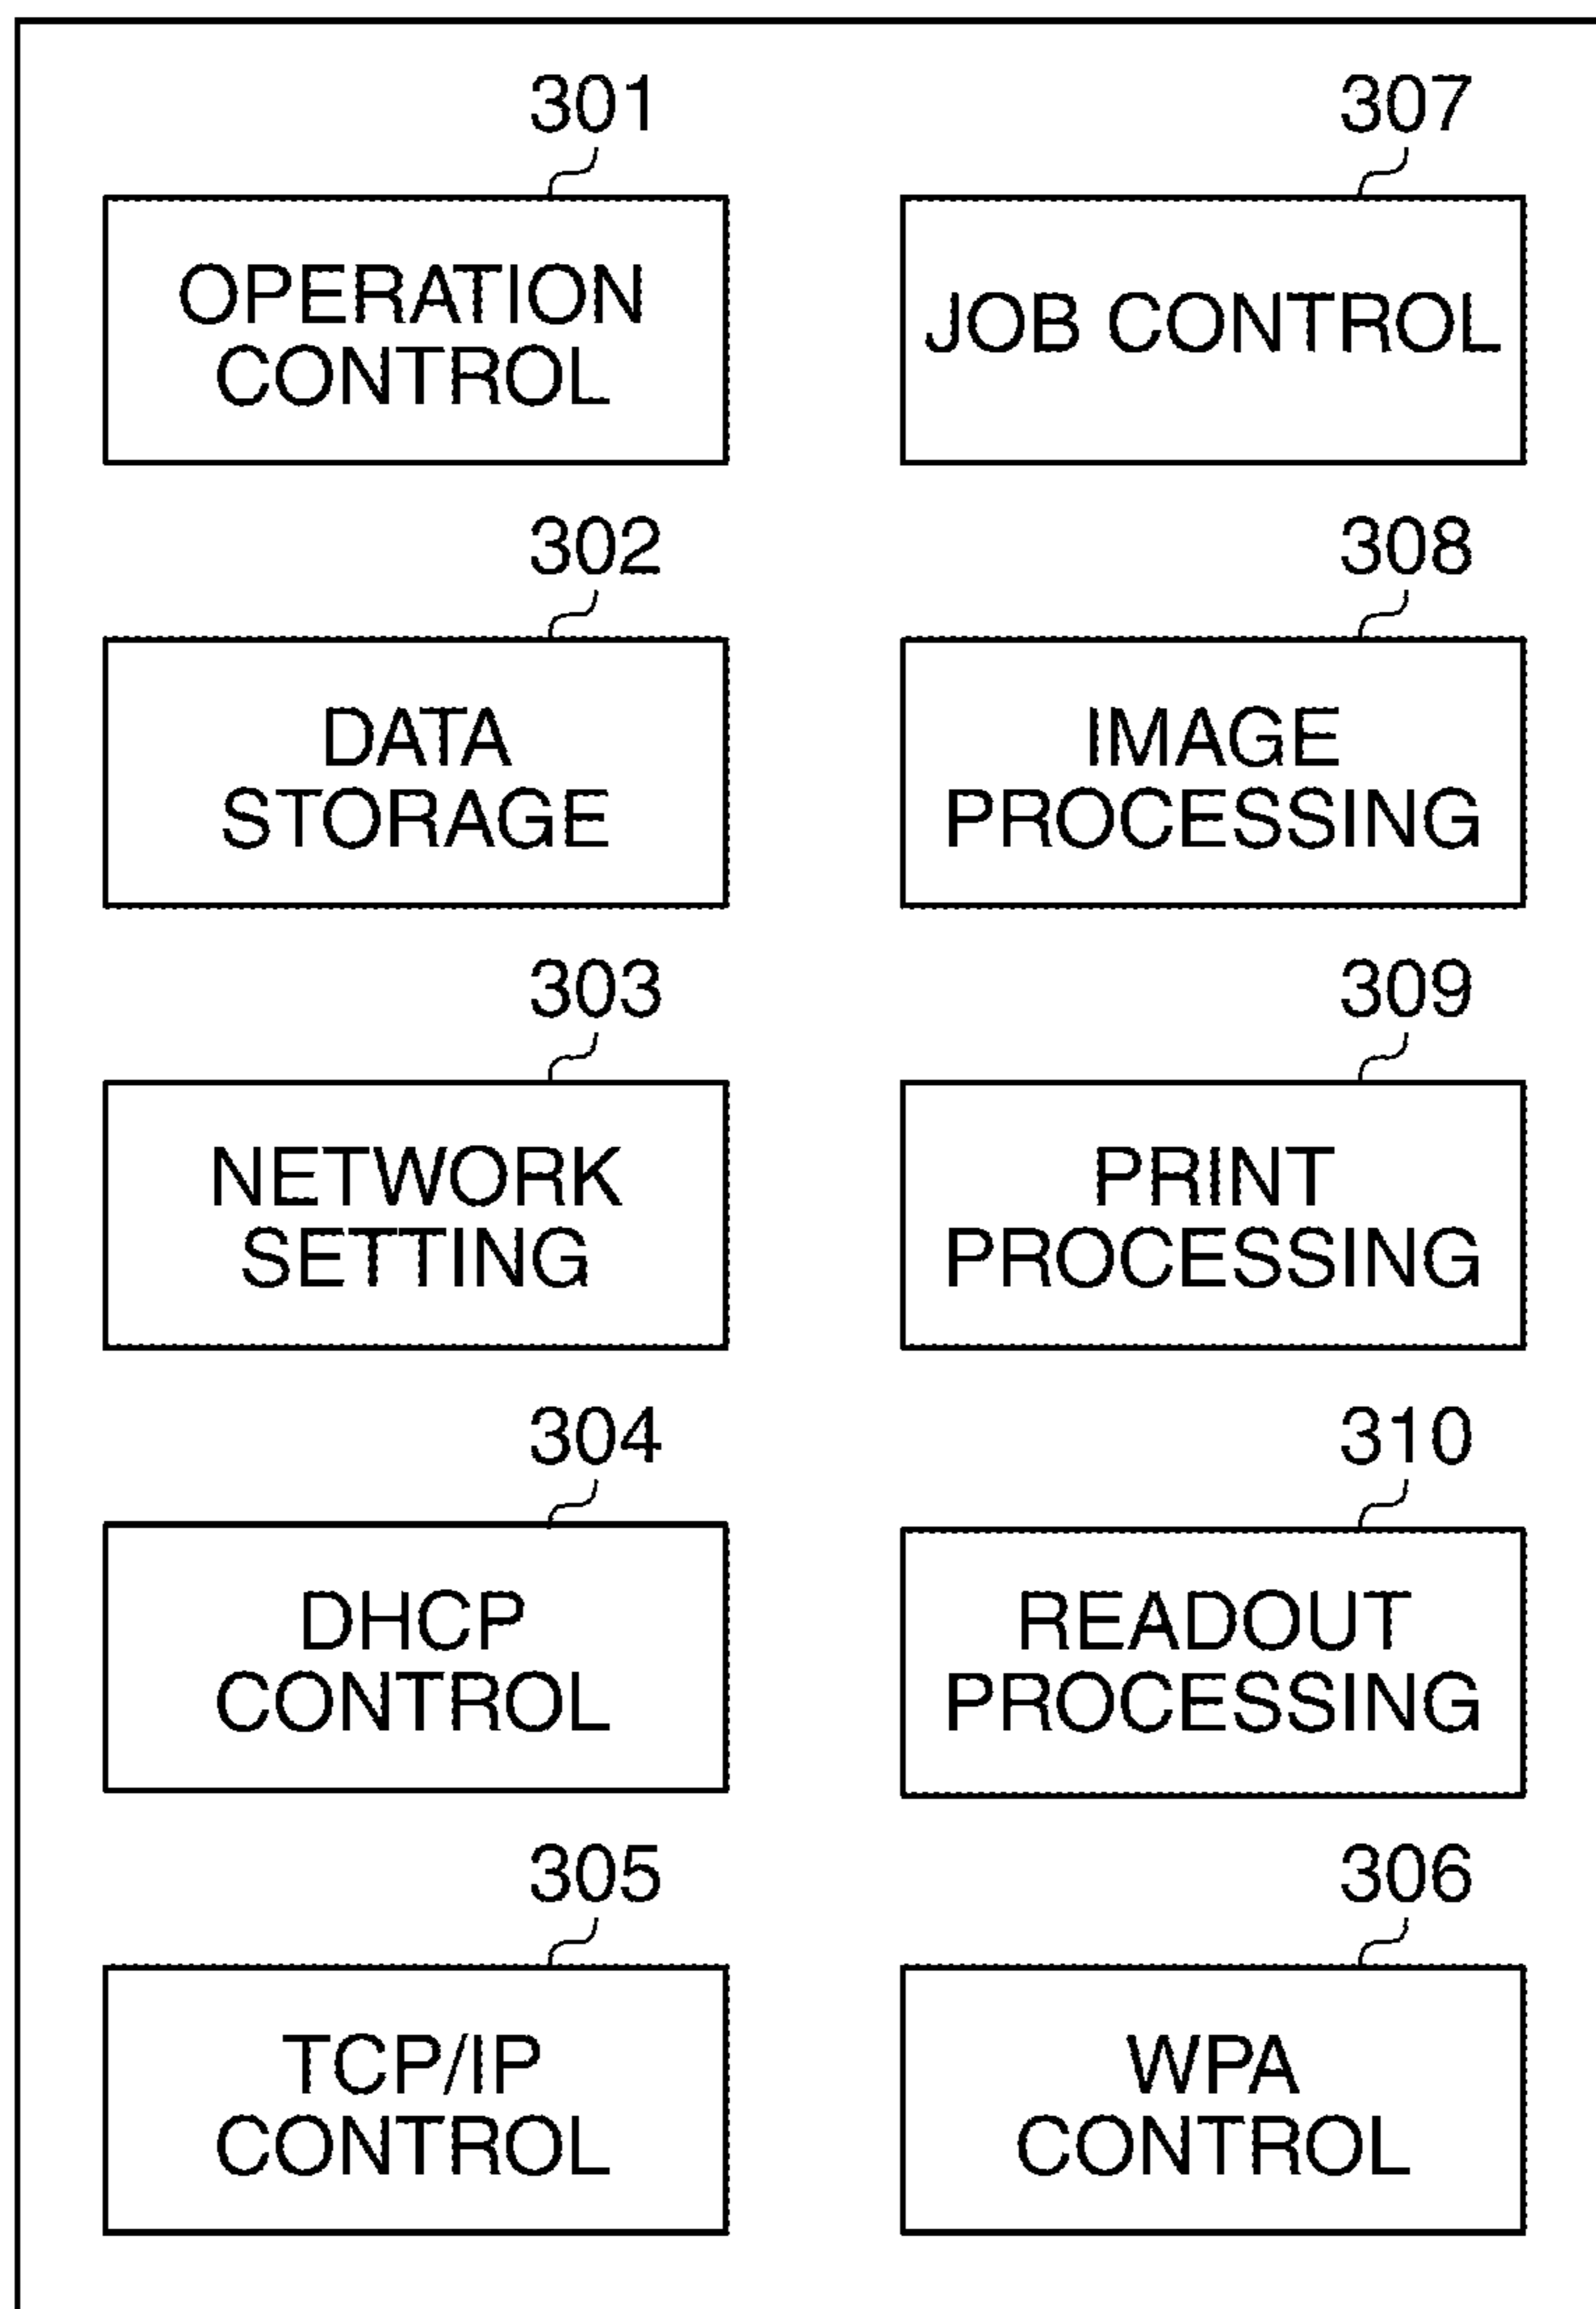 301
OPERATION
CONTROL
307
JOB CONTROL
302
DATA
STORAGE
308
IMAGE
PROCESSING
303
NETWORK
SETTING
309
PRINT
PROCESSING
304
DHCP
CONTROL
310
READOUT
PROCESSING
305
TCP/IP
CONTROL
306
WPA
CONTROL